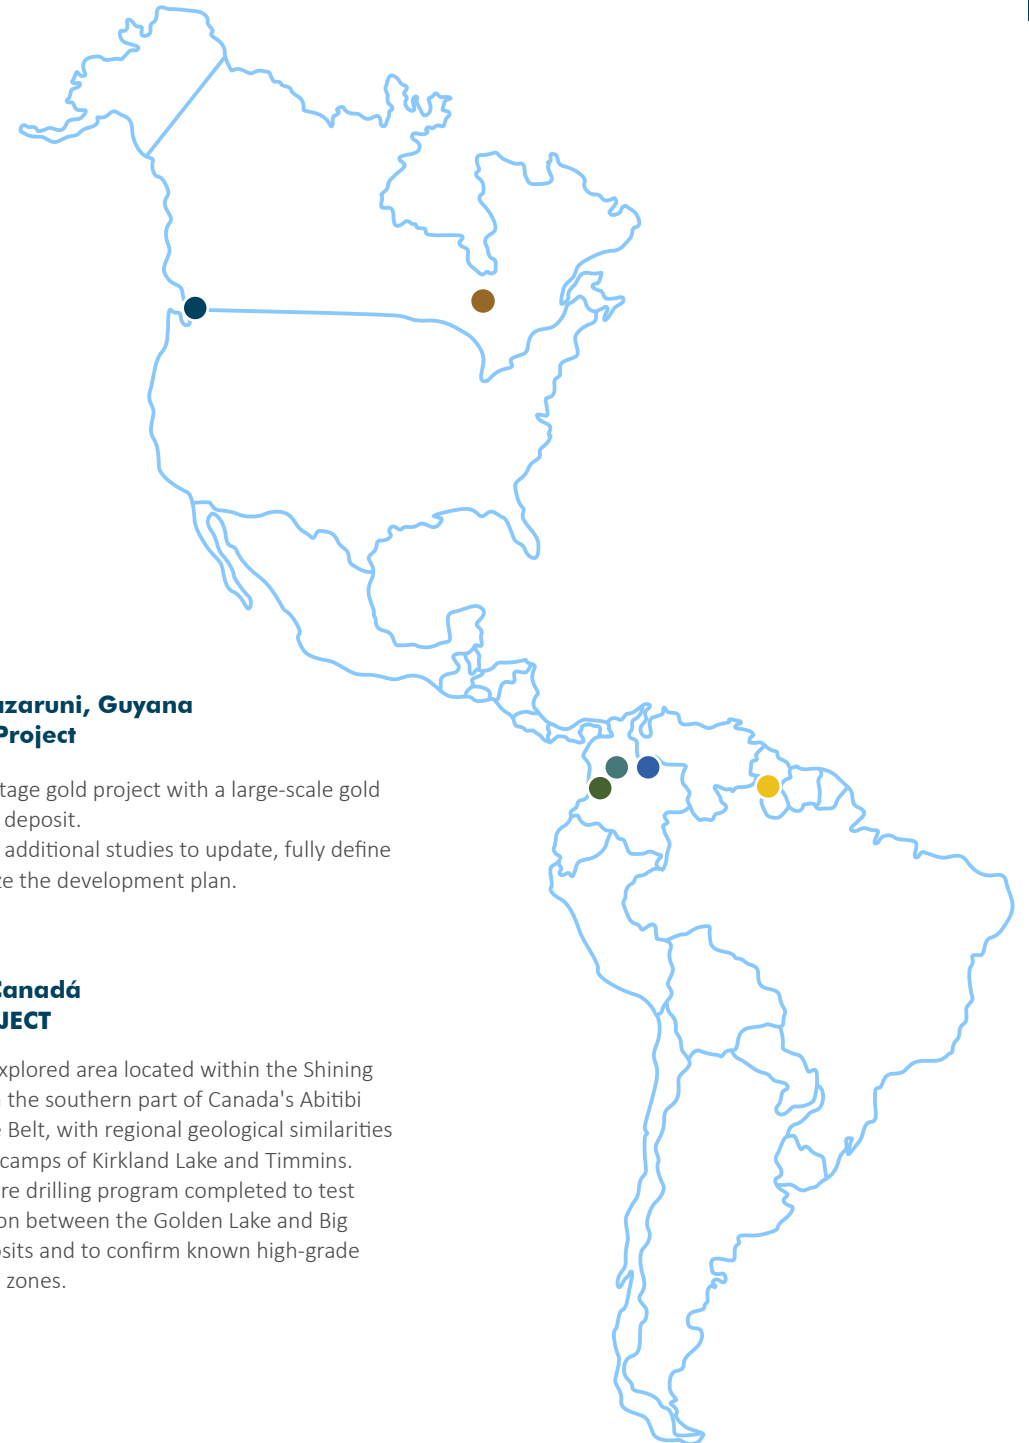 azaruni, Guyana
Project
tage gold project with a large-scale gold
deposit.
additional studies to update, fully define
ze the development plan.
Canadá
JECT
xplored area located within the Shining
the southern part of Canada's Abitibi
e Belt, with regional geological similarities
camps of Kirkland Lake and Timmins.
re drilling program completed to test
on between the Golden Lake and Big
osits and to confirm known high-grade
zones.